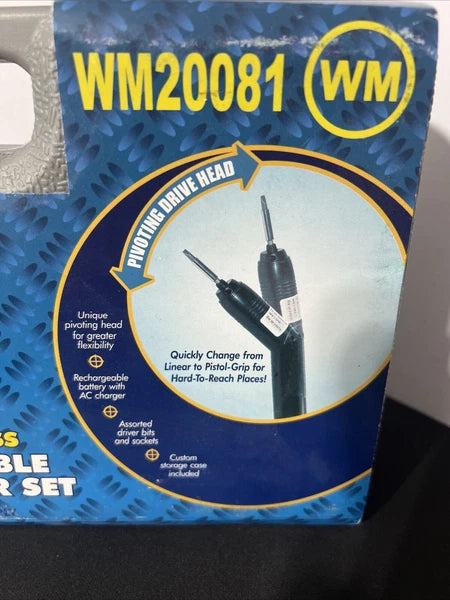 WM20081
WM
PIVOTING DRIVE HEAD
Unique
pivoting head
for greater
flexibility
Rechargeable
battery with
AC charger
Assorted
driver bits
and sockets
Custom
storage case
included
Quickly Change from
Linear to Pistol-Grip for
Hard-To-Reach Places!
SS
BLE
R SET